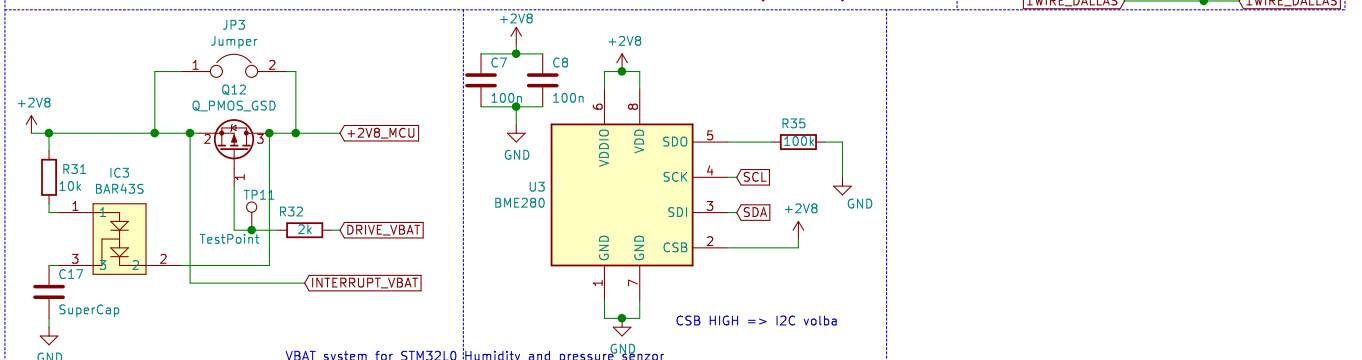 1WIRE_DALLAS
1WIRE_DALLAS
JP3
Jumper
1
2
Q12
Q_PMOS_GSD
+2V8
2
3
+2V8_MCU
1
R31
10k
IC3
BAR43S
1
1
TP11
TestPoint
R32
2k
DRIVE_VBAT
3
3
2
2
C17
SuperCap
GND
INTERRUPT_VBAT
VBAT system for STM32L0
+2V8
C7
100n
C8
100n
GND
+2V8
6
8
VDDIO
VDD
U3
BME280
SDO
5
R35
100k
GND
SCK
4
SCL
SDI
3
SDA
CSB
2
+2V8
GND
GND
1
7
GND
CSB HIGH => I2C volba
Humidity and pressure senzor